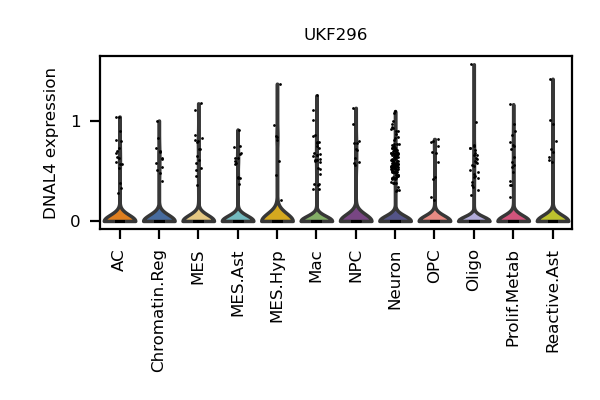 UKF296
DNAL4 expression
1
0
AC
Chromatin.Reg
MES
MES.Ast
MES.Hyp
Mac
NPC
Neuron
OPC
Oligo
Prolif.Metab
Reactive.Ast